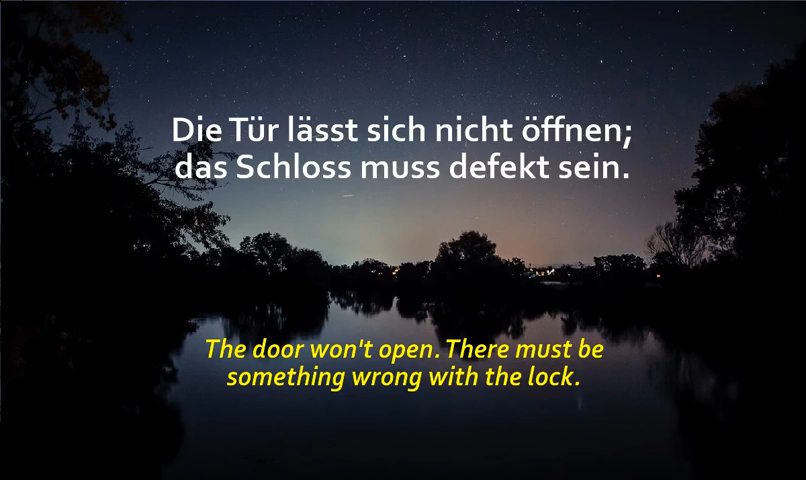 Die Tür lässt sich nicht öffnen;
das Schloss muss defekt sein.
The door won't open. There must be
something wrong with the lock.